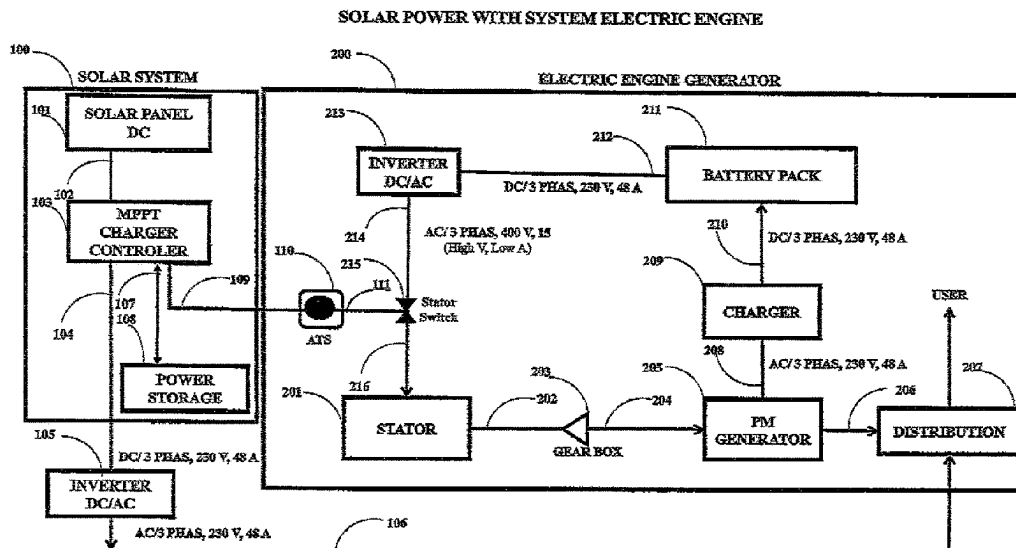 SOLAR POWER WITH SYSTEM ELECTRIC ENGINE
100
SOLAR SYSTEM
101
SOLAR PANEL
DC
102
103
MPPT
CHARGER
CONTROLER
104
107
108
109
POWER
STORAGE
105
DC/3 PHAS, 230 V, 48 A
INVERTER
DC/AC
AC/3 PHAS, 230 V, 48 A
106
200
ELECTRIC ENGINE GENERATOR
213
INVERTER
DC/AC
212
DC/3 PHAS, 230 V, 48 A
211
BATTERY PACK
214
AC/3 PHAS, 400 V, 15
(High V, Low A)
215
110
111
ATS
Stator
Switch
216
210
DC/3 PHAS, 230 V, 48 A
209
CHARGER
208
AC/3 PHAS, 230 V, 48 A
USER
201
STATOR
202
203
GEAR BOX
204
205
PM
GENERATOR
206
207
DISTRIBUTION